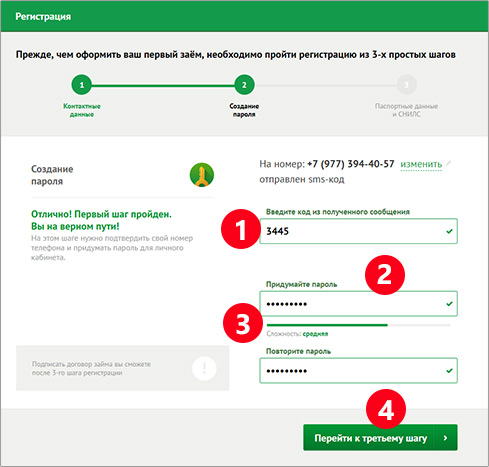 Регистрация
Прежде, чем оформить ваш первый заём, необходимо пройти регистрацию из 3-х простых шагов
1
2
3
Контактные
данные
Создание
пароля
Паспортные данные
и СНИЛС
Создание
пароля
Отлично! Первый шаг пройден.
Вы на верном пути!
На этом шаге нужно подтвердить свой номер
телефона и придумать пароль для личного
кабинета.
Подписать договор займа вы сможете
после 3-го шага регистрации
!
На номер: +7 (977) 394-40-57 изменить
отправлен sms-код
Введите код из полученного сообщения
1
3445
2
Придумайте пароль
•••••••••
3
Сложность: средняя
Повторите пароль
•••••••••
4
Перейти к третьему шагу ›